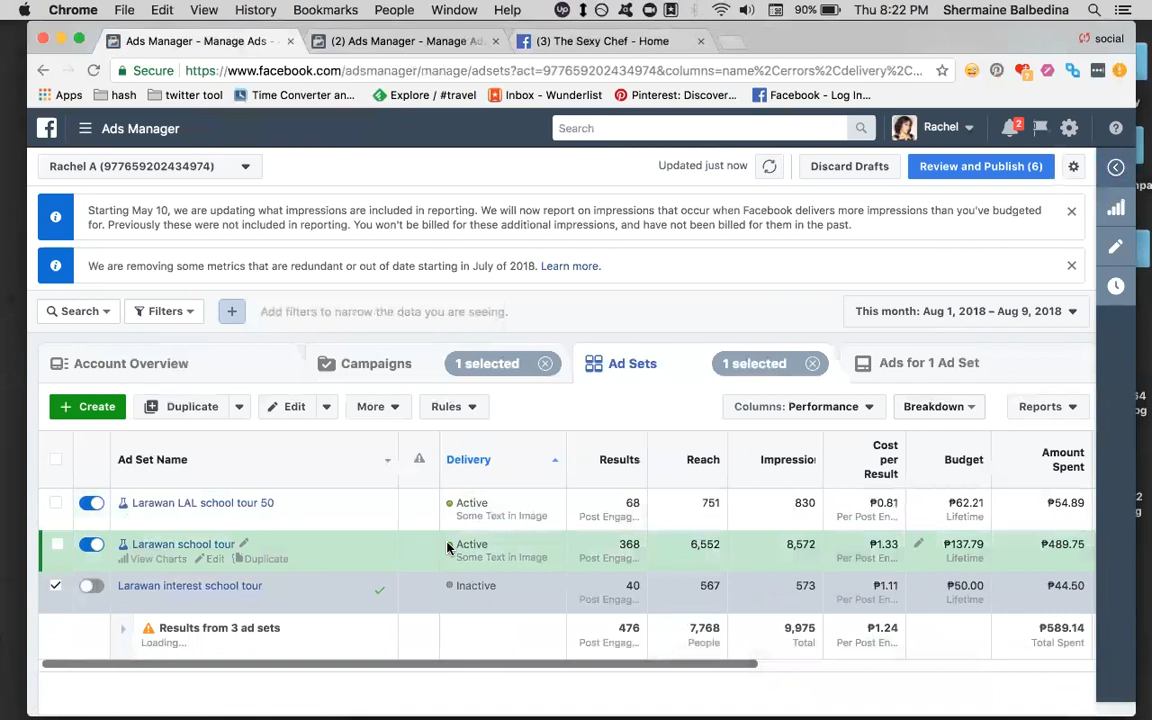 Chrome File Edit View History Bookmarks People Window Help 90% Thu 8:22 PM Shermaine Balbedina
Ads Manager - Manage Ads - (2) Ads Manager - Manage Ad. (3) The Sexy Chef - Home social
Secure https://www.facebook.com/adsmanager/manage/adsets?act=977659202434974&columns=name%2Cerrors%2Cdelivery%2C...
Apps hash twitter tool Time Converter an... Explore / #travel Inbox - Wunderlist Pinterest: Discover... Facebook - Log In...
Ads Manager Search Rachel 2
Rachel A (977659202434974) Updated just now Discard Drafts Review and Publish (6)
Starting May 10, we are updating what impressions are included in reporting. We will now report on impressions that occur when Facebook delivers more impressions than you've budgeted
for. Previously these were not included in reporting. You won't be billed for these additional impressions, and have not been billed for them in the past.
We are removing some metrics that are redundant or out of date starting in July of 2018. Learn more.
Search Filters + Add filters to narrow the data you are seeing. This month: Aug 1, 2018 – Aug 9, 2018
Account Overview Campaigns 1 selected Ad Sets 1 selected Ads for 1 Ad Set
+ Create Duplicate Edit More Rules Columns: Performance Breakdown Reports
Ad Set Name Delivery Results Reach Impressio Cost per Result Budget Amount Spent
Larawan LAL school tour 50 Active 68 751 830 ₱0.81 ₱62.21 ₱54.89
Some Text in Image Post Engag... Per Post En... Lifetime
Larawan school tour Active 368 6,552 8,572 ₱1.33 ₱137.79 ₱489.75
View Charts Edit Duplicate Some Text in Image Post Engag... Per Post En... Lifetime
Larawan interest school tour Inactive 40 567 573 ₱1.11 ₱50.00 ₱44.50
Post Engag... Per Post En... Lifetime
Results from 3 ad sets 476 7,768 9,975 ₱1.24 ₱589.14
Loading... Post Engag... People Total Per Post En... Total Spent